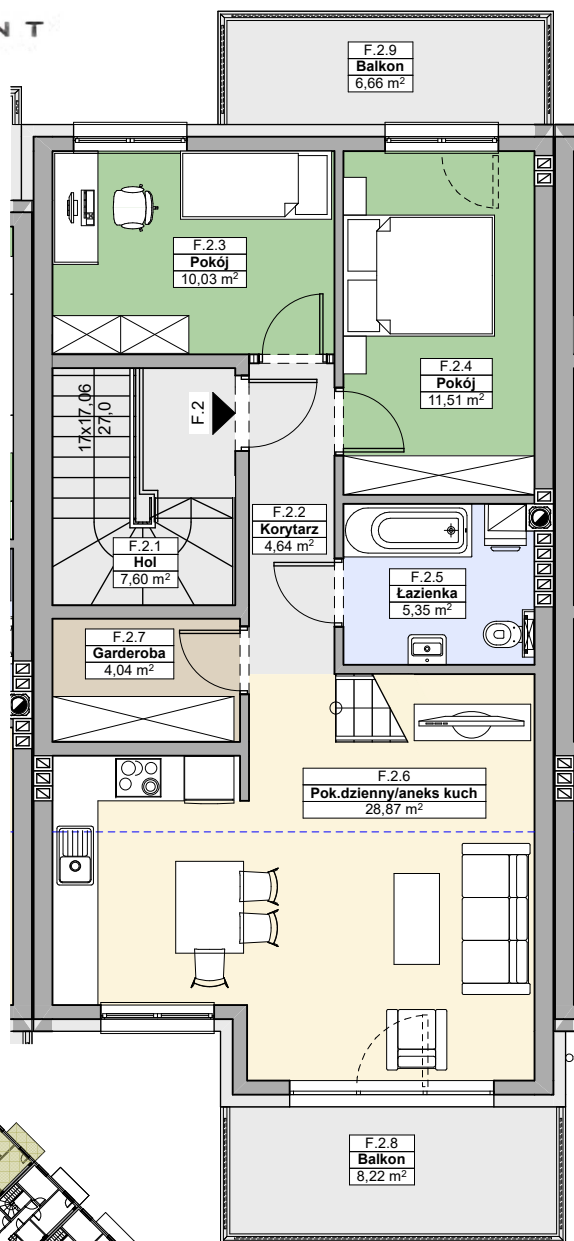 N T
F.2.9
Balkon
6,66 m²
F.2.3
Pokój
10,03 m²
F.2.4
Pokój
11,51 m²
17x17,06
27,0
F.2
F.2.2
Korytarz
4,64 m²
F.2.1
Hol
7,60 m²
F.2.5
Łazienka
5,35 m²
F.2.7
Garderoba
4,04 m²
F.2.6
Pok.dzienny/aneks kuch
28,87 m²
F.2.8
Balkon
8,22 m²